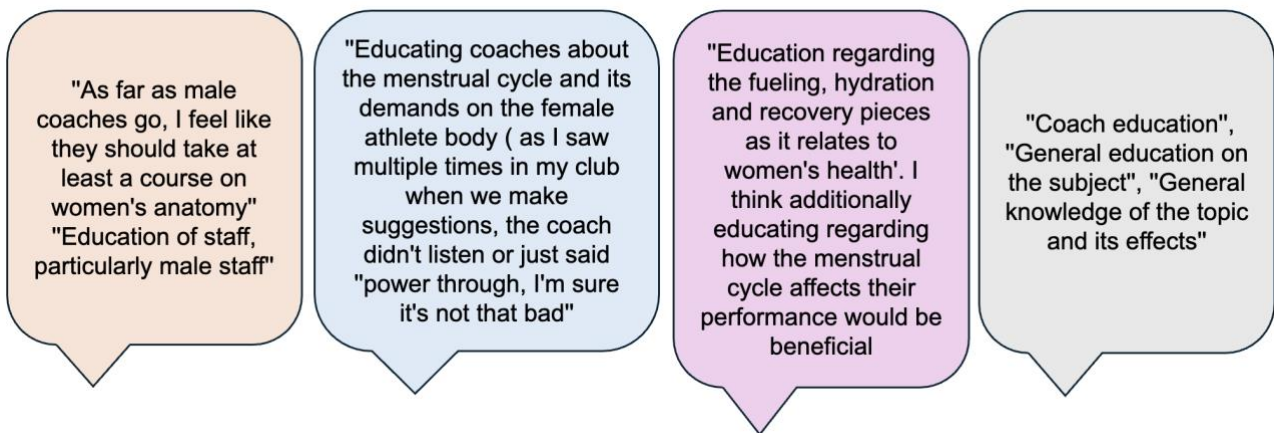 "As far as male
coaches go, I feel like
they should take at
least a course on
women's anatomy"
"Education of staff,
particularly male staff"
"Educating coaches about
the menstrual cycle and its
demands on the female
athlete body ( as I saw
multiple times in my club
when we make
suggestions, the coach
didn't listen or just said
"power through, I'm sure
it's not that bad"
"Education regarding
the fueling, hydration
and recovery pieces
as it relates to
women's health'. I
think additionally
educating regarding
how the menstrual
cycle affects their
performance would be
beneficial
"Coach education",
"General education on
the subject", "General
knowledge of the topic
and its effects"